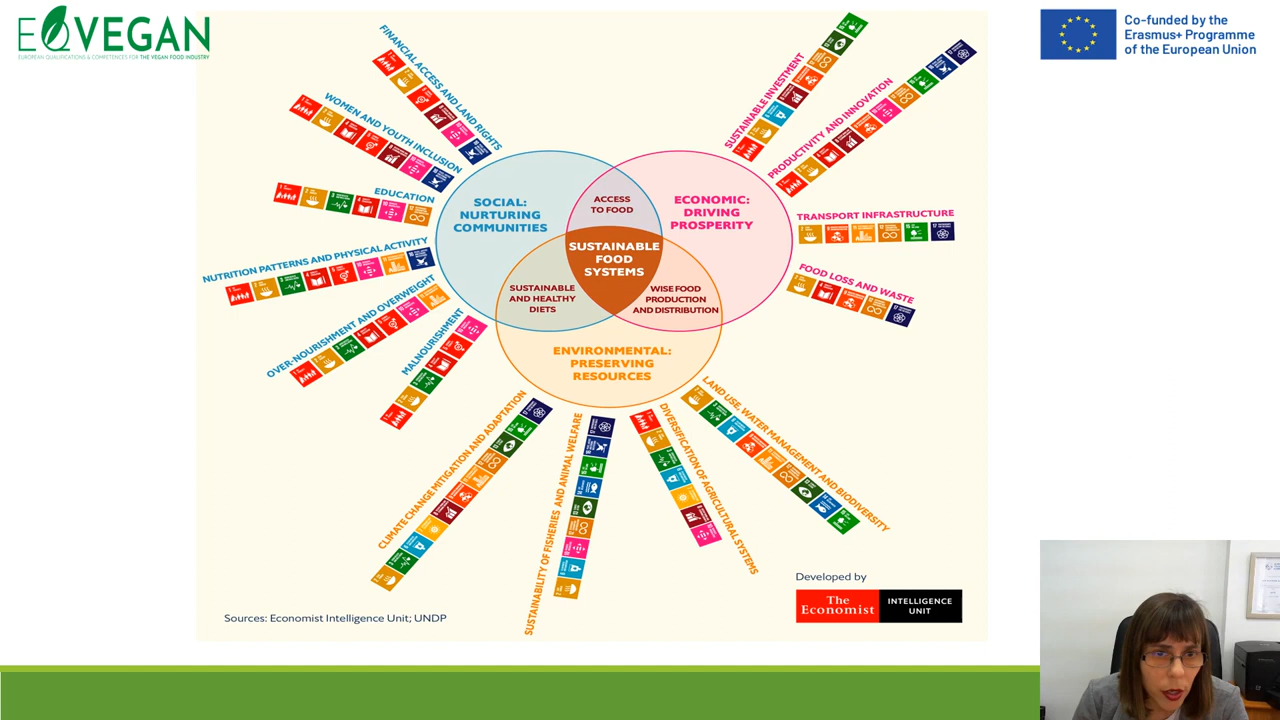 EQVEGAN
EUROPEAN QUALIFICATIONS & COMPETENCES FOR THE VEGAN FOOD INDUSTRY
Co-funded by the
Erasmus+ Programme
of the European Union
FINANCIAL ACCESS AND LAND RIGHTS
WOMEN AND YOUTH INCLUSION
EDUCATION
NUTRITION PATTERNS AND PHYSICAL ACTIVITY
OVER-NOURISHMENT AND OVERWEIGHT
MALNOURISHMENT
SUSTAINABLE INVESTMENT
PRODUCTIVITY AND INNOVATION
TRANSPORT INFRASTRUCTURE
FOOD LOSS AND WASTE
SOCIAL:
NURTURING
COMMUNITIES
ACCESS
TO FOOD
ECONOMIC:
DRIVING
PROSPERITY
SUSTAINABLE
FOOD
SYSTEMS
SUSTAINABLE
AND HEALTHY
DIETS
WISE FOOD
PRODUCTION
AND DISTRIBUTION
ENVIRONMENTAL:
PRESERVING
RESOURCES
CLIMATE CHANGE MITIGATION AND ADAPTATION
SUSTAINABILITY OF FISHERIES AND ANIMAL WELFARE
DIVERSIFICATION OF AGRICULTURAL SYSTEMS
LAND USE, WATER MANAGEMENT AND BIODIVERSITY
Developed by
The
Economist
INTELLIGENCE
UNIT
Sources: Economist Intelligence Unit; UNDP